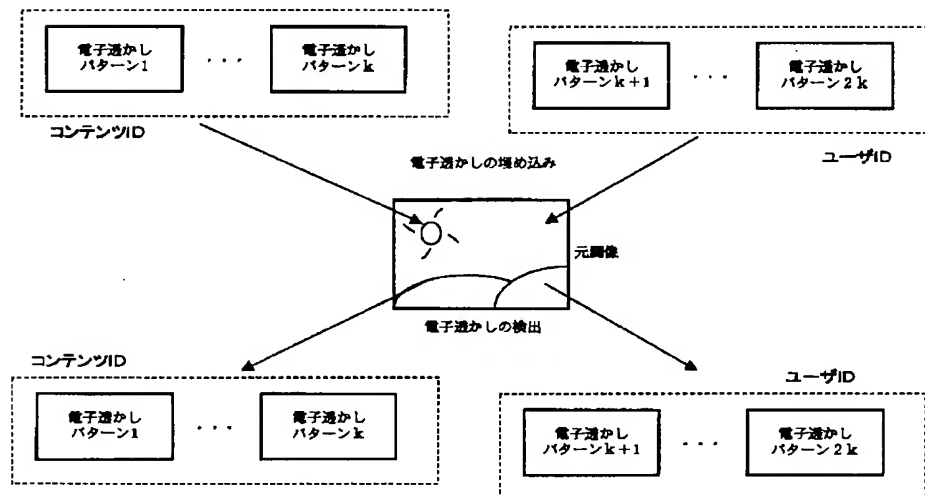 電子透かし
パターン1
・・・
電子透かし
パターンk
コンテンツID
電子透かし
パターンk+1
・・・
電子透かし
パターン2k
ユーザID
電子透かしの埋め込み
元画像
電子透かしの検出
コンテンツID
電子透かし
パターン1
・・・
電子透かし
パターンk
ユーザID
電子透かし
パターンk+1
・・・
電子透かし
パターン2k